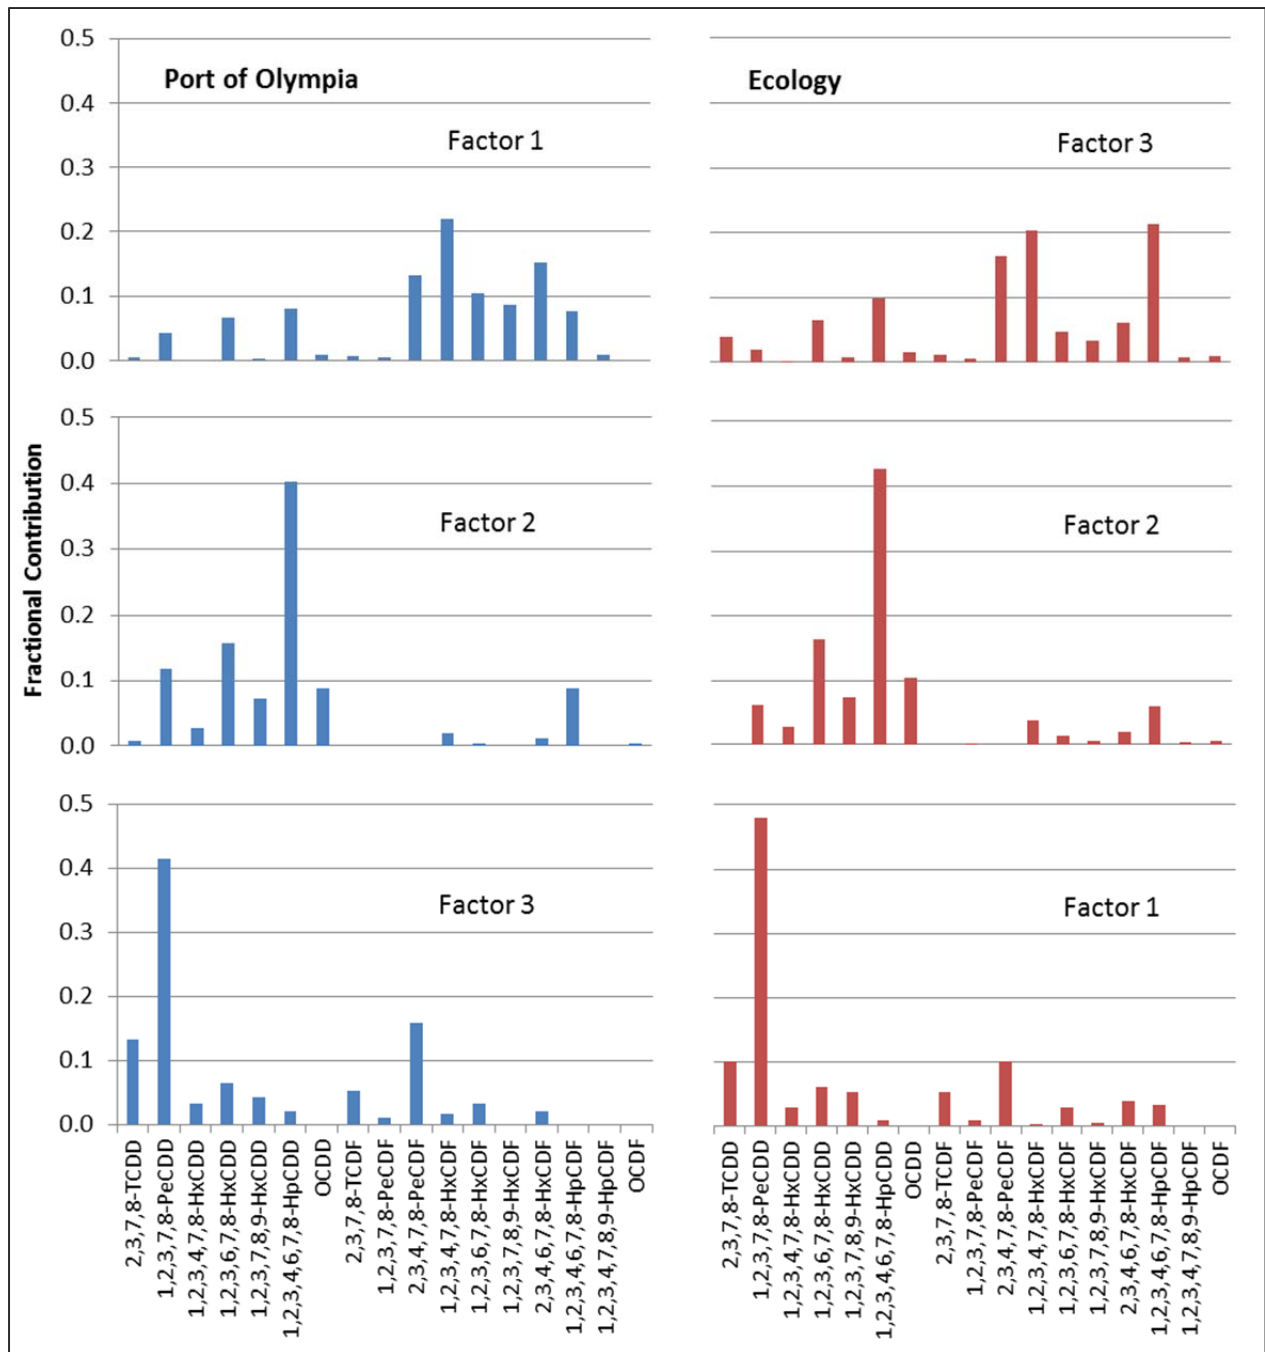 Fractional Contribution
Port of Olympia
Factor 1
0.5
0.4
0.3
0.2
0.1
0.0
Ecology
Factor 3
Factor 2
0.5
0.4
0.3
0.2
0.1
0.0
Factor 2
Factor 3
0.5
0.4
0.3
0.2
0.1
0.0
Factor 1
2,3,7,8-TCDD
1,2,3,7,8-PeCDD
1,2,3,4,7,8-HxCDD
1,2,3,6,7,8-HxCDD
1,2,3,7,8,9-HxCDD
1,2,3,4,6,7,8-HpCDD
OCDD
2,3,7,8-TCDF
1,2,3,7,8-PeCDF
2,3,4,7,8-PeCDF
1,2,3,4,7,8-HxCDF
1,2,3,6,7,8-HxCDF
1,2,3,7,8,9-HxCDF
2,3,4,6,7,8-HxCDF
1,2,3,4,6,7,8-HpCDF
1,2,3,4,7,8,9-HpCDF
OCDF
2,3,7,8-TCDD
1,2,3,7,8-PeCDD
1,2,3,4,7,8-HxCDD
1,2,3,6,7,8-HxCDD
1,2,3,7,8,9-HxCDD
1,2,3,4,6,7,8-HpCDD
OCDD
2,3,7,8-TCDF
1,2,3,7,8-PeCDF
2,3,4,7,8-PeCDF
1,2,3,4,7,8-HxCDF
1,2,3,6,7,8-HxCDF
1,2,3,7,8,9-HxCDF
2,3,4,6,7,8-HxCDF
1,2,3,4,6,7,8-HpCDF
1,2,3,4,7,8,9-HpCDF
OCDF